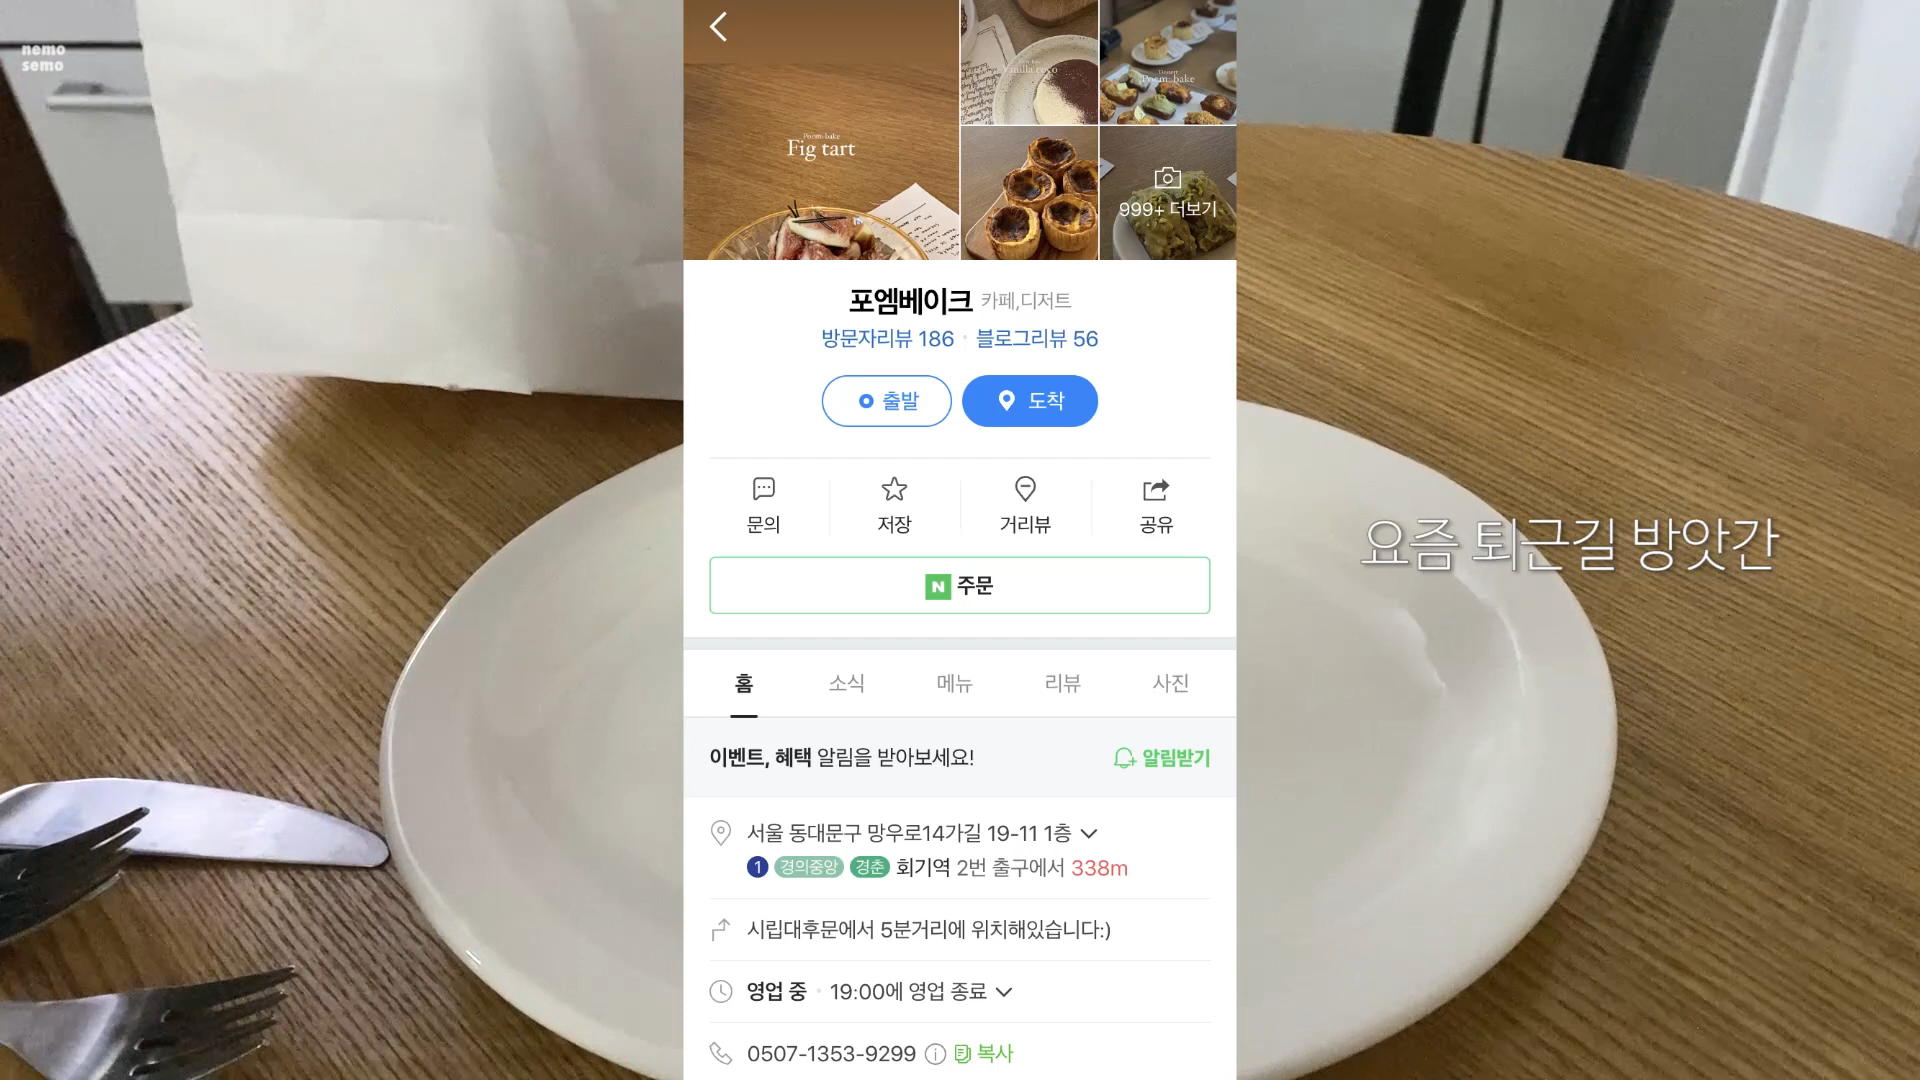 nemo
semo
Poem:bake
Fig tart
Vanilla coco
Dessert
Poem:bake
999+ 더보기
포엠베이크 카페,디저트
방문자리뷰 186 · 블로그리뷰 56
출발 도착
문의 저장 거리뷰 공유
N 주문
홈 소식 메뉴 리뷰 사진
이벤트, 혜택 알림을 받아보세요! 알림받기
서울 동대문구 망우로14가길 19-11 1층
1 경의중앙 경춘 회기역 2번 출구에서 338m
시립대후문에서 5분거리에 위치해있습니다:)
영업 중 · 19:00에 영업 종료
0507-1353-9299 복사
요즘 퇴근길 방앗간